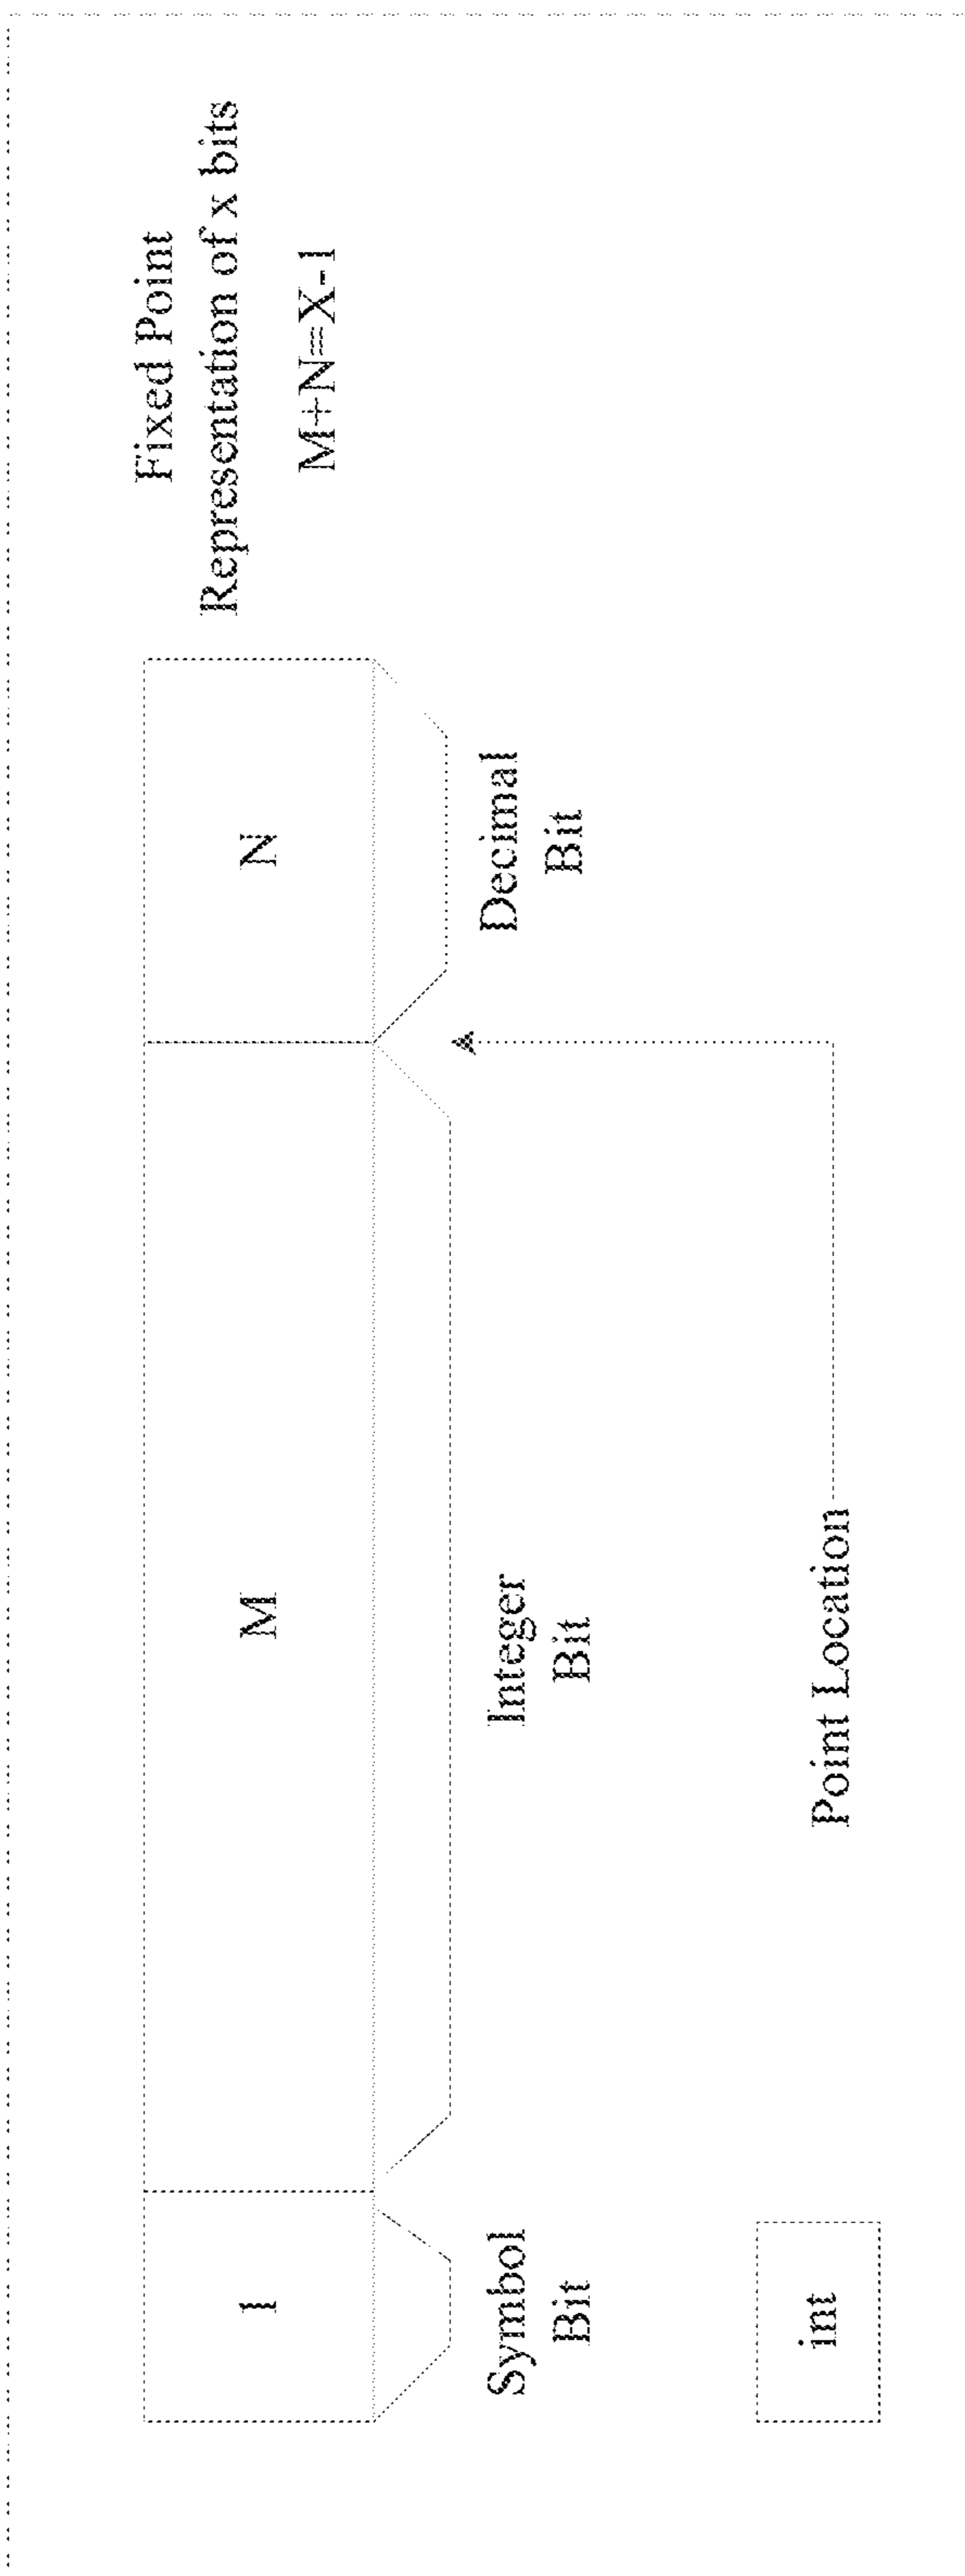 1
M
N
Fixed Point
Representation of x bits
M+N=X-1
Symbol
Bit
Integer
Bit
Decimal
Bit
Point Location
int